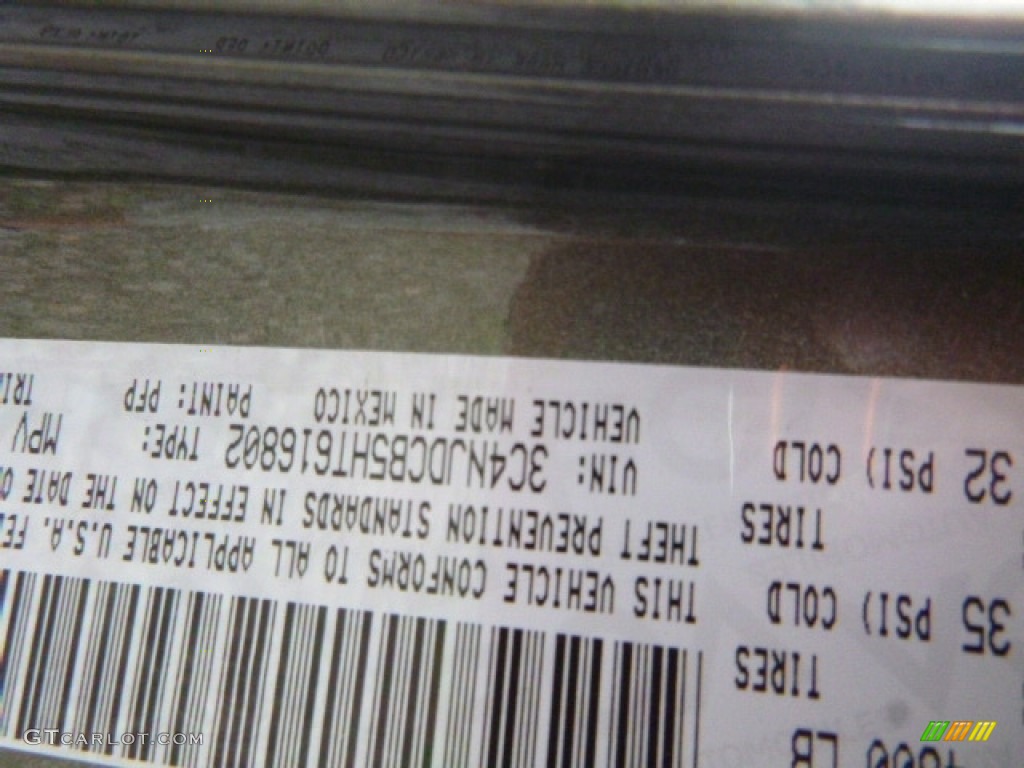 4600 LB
TIRES
35 PSI) COLD
TIRES
32 PSI) COLD
THIS VEHICLE CONFORMS TO ALL APPLICABLE U.S.A.
THEFT PREVENTION STANDARDS IN EFFECT ON THE DATE
VIN: 3C4NJDCB5HT616802 TYPE: MPV
VEHICLE MADE IN MEXICO PAINT: PFP
GTCARLOT.COM